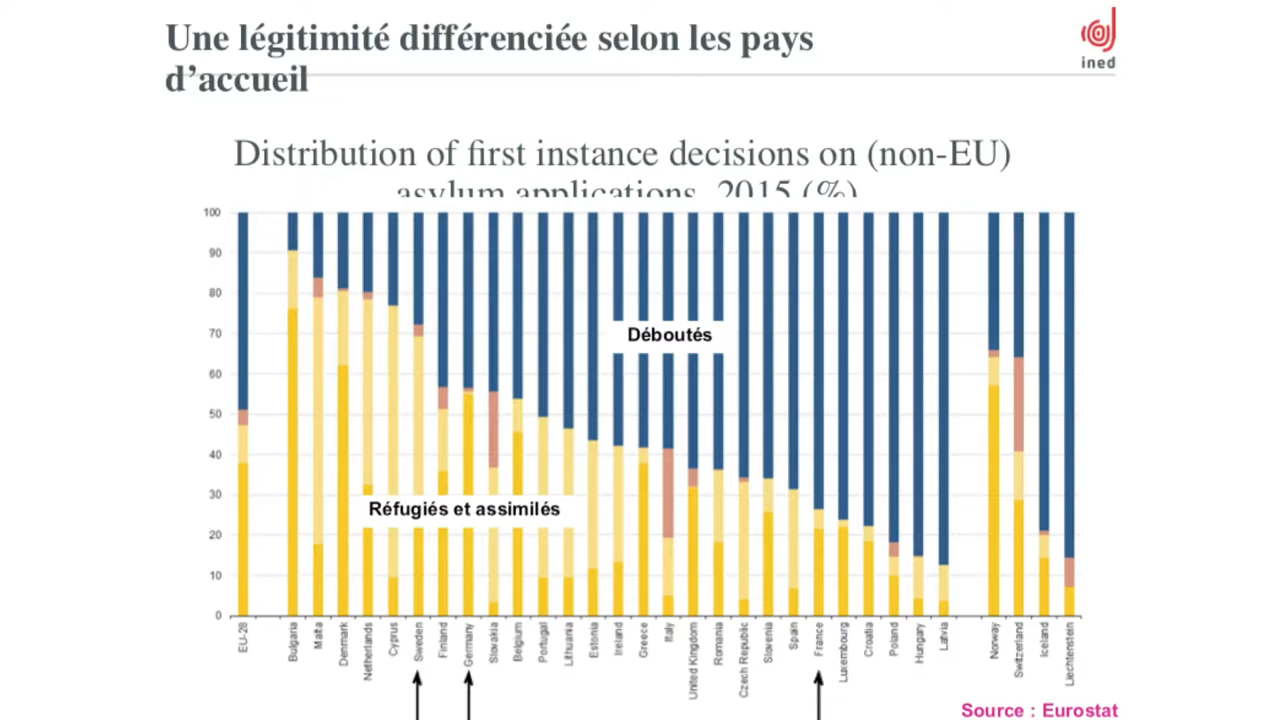 Une légitimité différenciée selon les pays
d’accueil
ined
Distribution of first instance decisions on (non-EU)
asylum applications, 2015 (%)
100
90
80
70
60
50
40
30
20
10
0
Déboutés
Réfugiés et assimilés
EU-28
Bulgaria
Malta
Denmark
Netherlands
Cyprus
Sweden
Finland
Germany
Slovakia
Belgium
Portugal
Lithuania
Estonia
Ireland
Greece
Italy
United Kingdom
Romania
Czech Republic
Slovenia
Spain
France
Luxembourg
Croatia
Poland
Hungary
Latvia
Norway
Switzerland
Iceland
Liechtenstein
Source : Eurostat